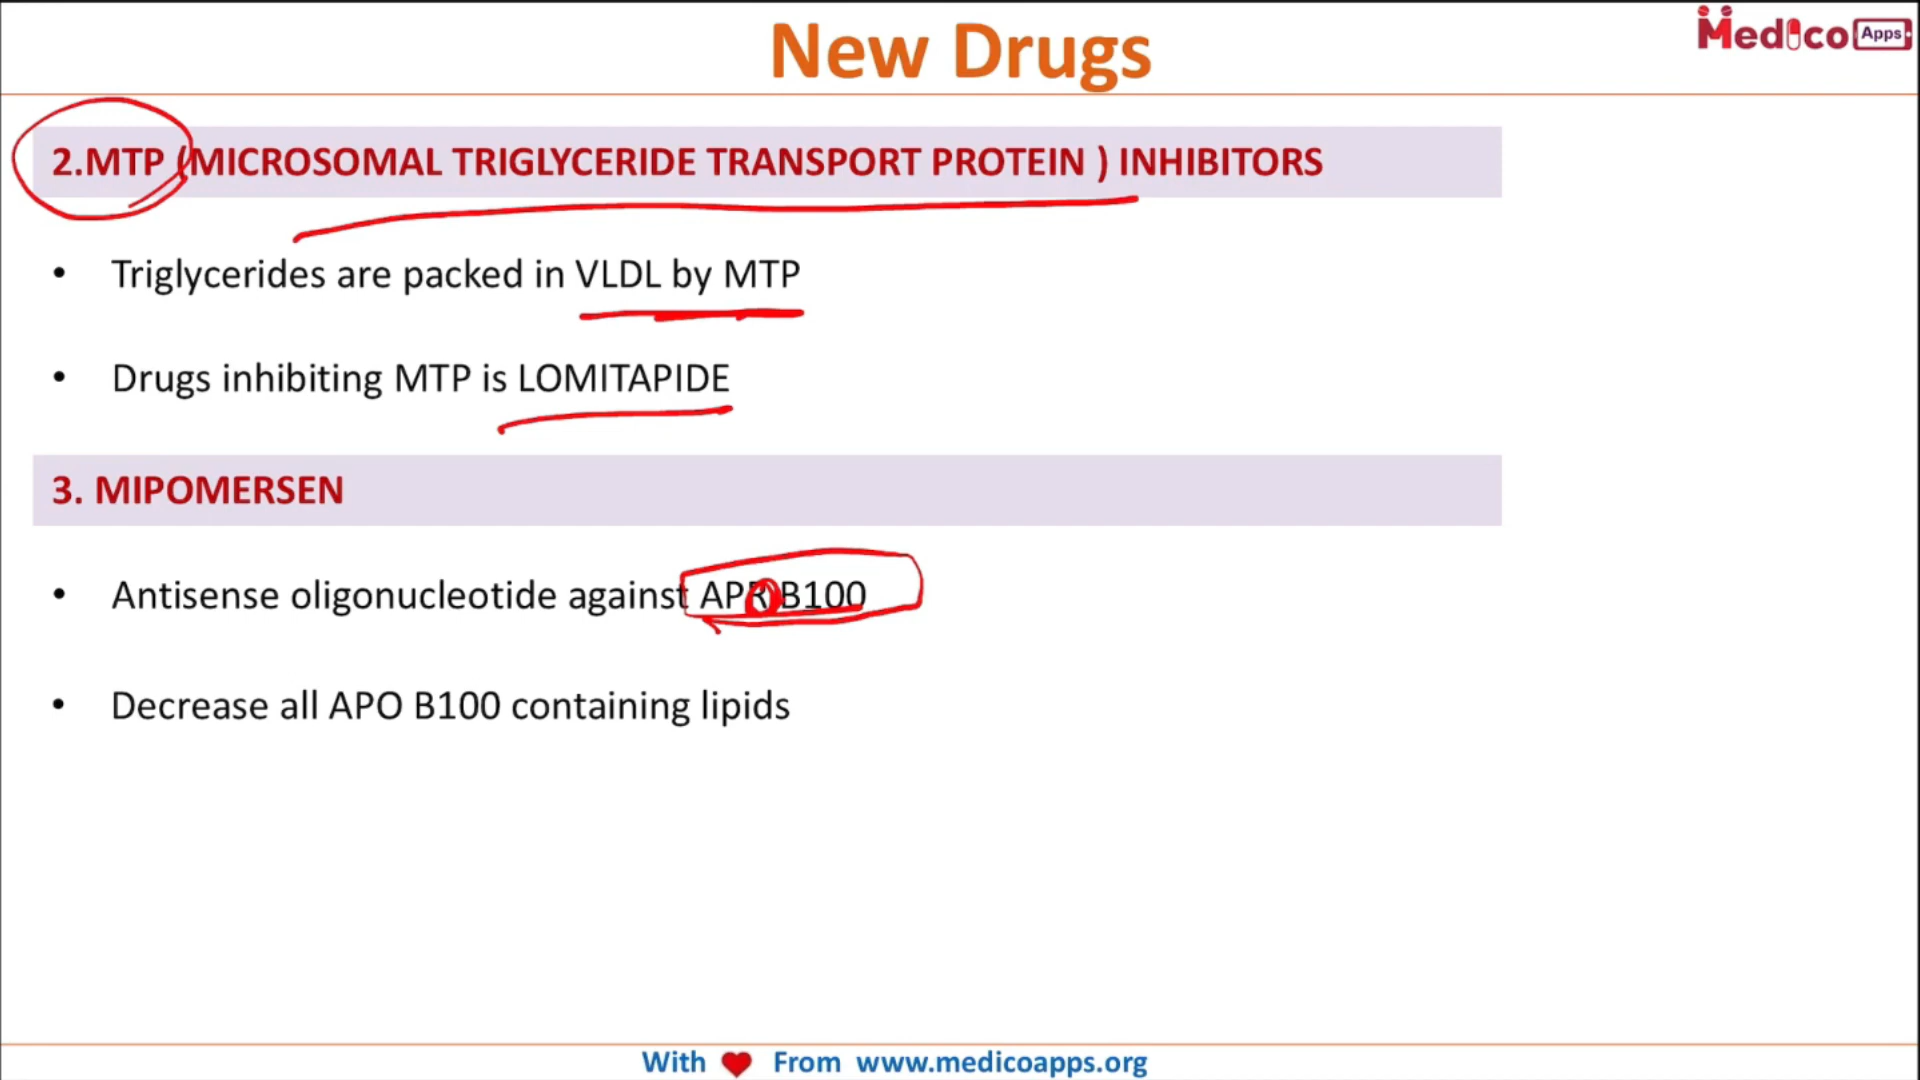 New Drugs
Medico Apps
2.MTP (MICROSOMAL TRIGLYCERIDE TRANSPORT PROTEIN ) INHIBITORS
• Triglycerides are packed in VLDL by MTP
• Drugs inhibiting MTP is LOMITAPIDE
3. MIPOMERSEN
• Antisense oligonucleotide against APR B100
• Decrease all APO B100 containing lipids
With ❤ From www.medicoapps.org